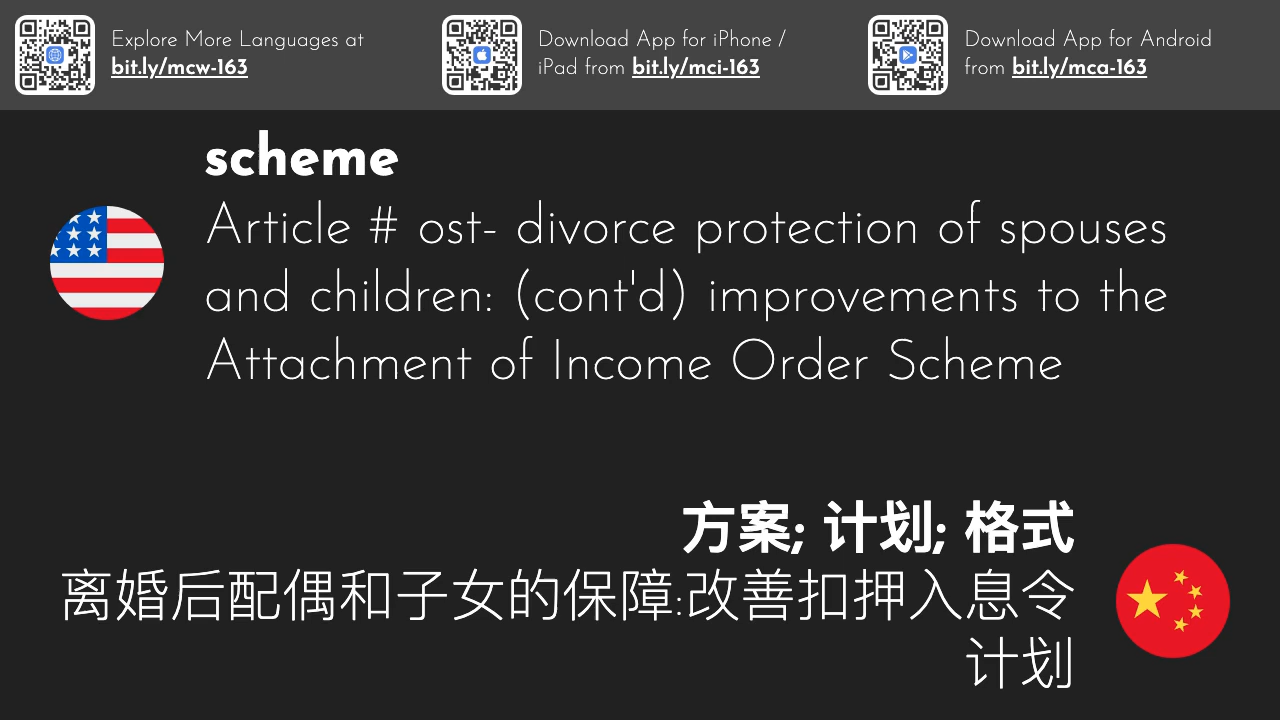 Explore More Languages at
bit.ly/mcw-163
Download App for iPhone /
iPad from bit.ly/mci-163
Download App for Android
from bit.ly/mca-163
scheme
Article # ost- divorce protection of spouses
and children: (cont'd) improvements to the
Attachment of Income Order Scheme
方案; 计划; 格式
离婚后配偶和子女的保障:改善扣押入息令
计划